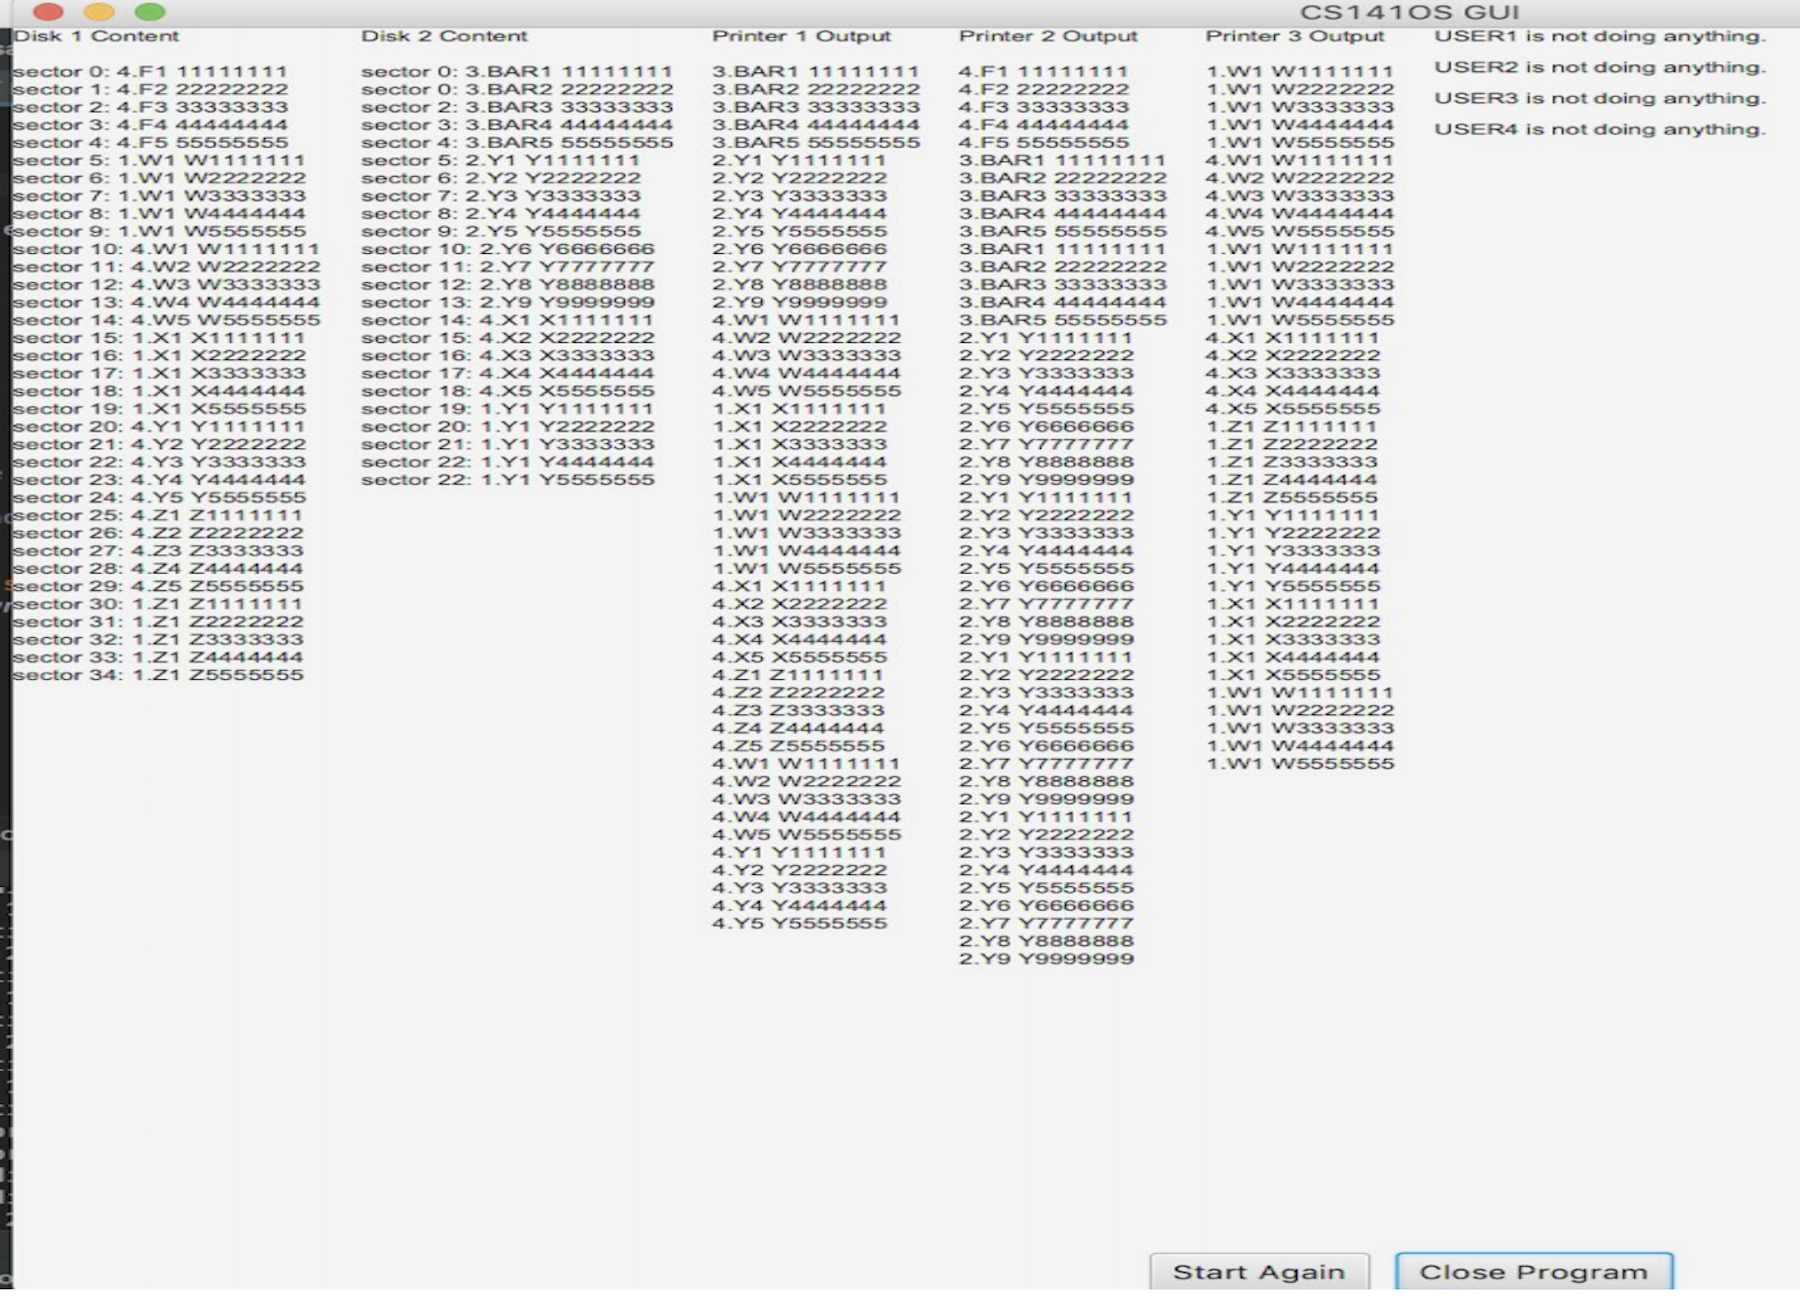 CS141OS GUI
Disk 1 Content
sector 0: 4.F1 11111111
sector 1: 4.F2 22222222
sector 2: 4.F3 33333333
sector 3: 4.F4 44444444
sector 4: 4.F5 55555555
sector 5: 1.W1 W1111111
sector 6: 1.W1 W2222222
sector 7: 1.W1 W3333333
sector 8: 1.W1 W4444444
sector 9: 1.W1 W5555555
sector 10: 4.W1 W1111111
sector 11: 4.W2 W2222222
sector 12: 4.W3 W3333333
sector 13: 4.W4 W4444444
sector 14: 4.W5 W5555555
sector 15: 1.X1 X1111111
sector 16: 1.X1 X2222222
sector 17: 1.X1 X3333333
sector 18: 1.X1 X4444444
sector 19: 1.X1 X5555555
sector 20: 4.Y1 Y1111111
sector 21: 4.Y2 Y2222222
sector 22: 4.Y3 Y3333333
sector 23: 4.Y4 Y4444444
sector 24: 4.Y5 Y5555555
sector 25: 4.Z1 Z1111111
sector 26: 4.Z2 Z2222222
sector 27: 4.Z3 Z3333333
sector 28: 4.Z4 Z4444444
sector 29: 4.Z5 Z5555555
sector 30: 1.Z1 Z1111111
sector 31: 1.Z1 Z2222222
sector 32: 1.Z1 Z3333333
sector 33: 1.Z1 Z4444444
sector 34: 1.Z1 Z5555555
Disk 2 Content
sector 0: 3.BAR1 11111111
sector 0: 3.BAR2 22222222
sector 2: 3.BAR3 33333333
sector 3: 3.BAR4 44444444
sector 4: 3.BAR5 55555555
sector 5: 2.Y1 Y1111111
sector 6: 2.Y2 Y2222222
sector 7: 2.Y3 Y3333333
sector 8: 2.Y4 Y4444444
sector 9: 2.Y5 Y5555555
sector 10: 2.Y6 Y6666666
sector 11: 2.Y7 Y7777777
sector 12: 2.Y8 Y8888888
sector 13: 2.Y9 Y9999999
sector 14: 4.X1 X1111111
sector 15: 4.X2 X2222222
sector 16: 4.X3 X3333333
sector 17: 4.X4 X4444444
sector 18: 4.X5 X5555555
sector 19: 1.Y1 Y1111111
sector 20: 1.Y1 Y2222222
sector 21: 1.Y1 Y3333333
sector 22: 1.Y1 Y4444444
sector 22: 1.Y1 Y5555555
Printer 1 Output
3.BAR1 11111111
3.BAR2 22222222
3.BAR3 33333333
3.BAR4 44444444
3.BAR5 55555555
2.Y1 Y1111111
2.Y2 Y2222222
2.Y3 Y3333333
2.Y4 Y4444444
2.Y5 Y5555555
2.Y6 Y6666666
2.Y7 Y7777777
2.Y8 Y8888888
2.Y9 Y9999999
4.W1 W1111111
4.W2 W2222222
4.W3 W3333333
4.W4 W4444444
4.W5 W5555555
1.X1 X1111111
1.X1 X2222222
1.X1 X3333333
1.X1 X4444444
1.X1 X5555555
1.W1 W1111111
1.W1 W2222222
1.W1 W3333333
1.W1 W4444444
1.W1 W5555555
4.X1 X1111111
4.X2 X2222222
4.X3 X3333333
4.X4 X4444444
4.X5 X5555555
4.Z1 Z1111111
4.Z2 Z2222222
4.Z3 Z3333333
4.Z4 Z4444444
4.Z5 Z5555555
4.W1 W1111111
4.W2 W2222222
4.W3 W3333333
4.W4 W4444444
4.W5 W5555555
4.Y1 Y1111111
4.Y2 Y2222222
4.Y3 Y3333333
4.Y4 Y4444444
4.Y5 Y5555555
Printer 2 Output
4.F1 11111111
4.F2 22222222
4.F3 33333333
4.F4 44444444
4.F5 55555555
3.BAR1 11111111
3.BAR2 22222222
3.BAR3 33333333
3.BAR4 44444444
3.BAR5 55555555
3.BAR1 11111111
3.BAR2 22222222
3.BAR3 33333333
3.BAR4 44444444
3.BAR5 55555555
2.Y1 Y1111111
2.Y2 Y2222222
2.Y3 Y3333333
2.Y4 Y4444444
2.Y5 Y5555555
2.Y6 Y6666666
2.Y7 Y7777777
2.Y8 Y8888888
2.Y9 Y9999999
2.Y1 Y1111111
2.Y2 Y2222222
2.Y3 Y3333333
2.Y4 Y4444444
2.Y5 Y5555555
2.Y6 Y6666666
2.Y7 Y7777777
2.Y8 Y8888888
2.Y9 Y9999999
2.Y1 Y1111111
2.Y2 Y2222222
2.Y3 Y3333333
2.Y4 Y4444444
2.Y5 Y5555555
2.Y6 Y6666666
2.Y7 Y7777777
2.Y8 Y8888888
2.Y9 Y9999999
2.Y1 Y1111111
2.Y2 Y2222222
2.Y3 Y3333333
2.Y4 Y4444444
2.Y5 Y5555555
2.Y6 Y6666666
2.Y7 Y7777777
2.Y8 Y8888888
2.Y9 Y9999999
Printer 3 Output
1.W1 W1111111
1.W1 W2222222
1.W1 W3333333
1.W1 W4444444
1.W1 W5555555
4.W1 W1111111
4.W2 W2222222
4.W3 W3333333
4.W4 W4444444
4.W5 W5555555
1.W1 W1111111
1.W1 W2222222
1.W1 W3333333
1.W1 W4444444
1.W1 W5555555
4.X1 X1111111
4.X2 X2222222
4.X3 X3333333
4.X4 X4444444
4.X5 X5555555
1.Z1 Z1111111
1.Z1 Z2222222
1.Z1 Z3333333
1.Z1 Z4444444
1.Z1 Z5555555
1.Y1 Y1111111
1.Y1 Y2222222
1.Y1 Y3333333
1.Y1 Y4444444
1.Y1 Y5555555
1.X1 X1111111
1.X1 X2222222
1.X1 X3333333
1.X1 X4444444
1.X1 X5555555
1.W1 W1111111
1.W1 W2222222
1.W1 W3333333
1.W1 W4444444
1.W1 W5555555
USER1 is not doing anything.
USER2 is not doing anything.
USER3 is not doing anything.
USER4 is not doing anything.
Start Again
Close Program